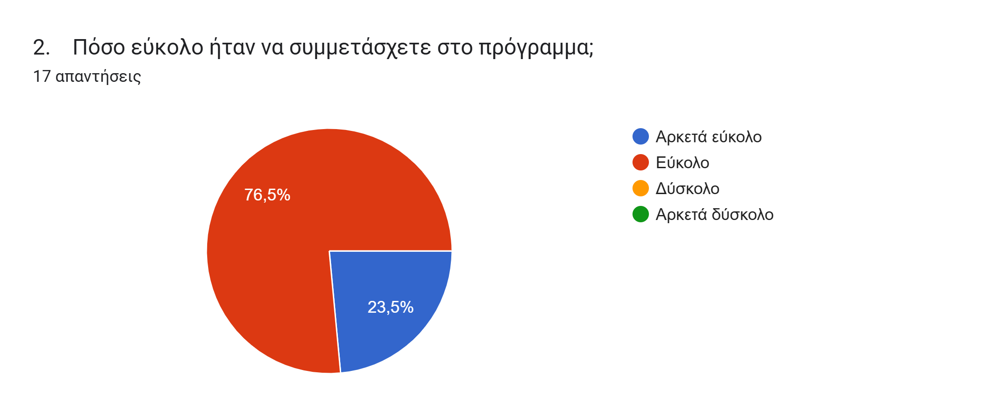 2. Πόσο εύκολο ήταν να συμμετάσχετε στο πρόγραμμα;
17 απαντήσεις
76,5%
23,5%
Αρκετά εύκολο
Εύκολο
Δύσκολο
Αρκετά δύσκολο